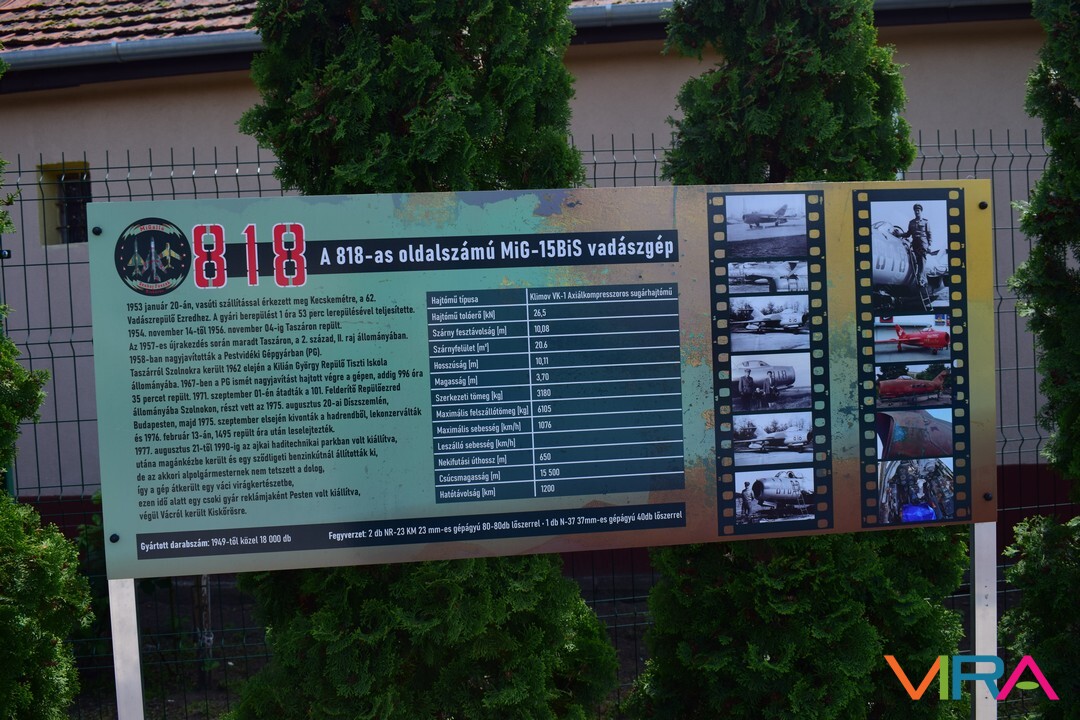 818
A 818-as oldalszámú MiG-15BiS vadászgép
1953 január 20-án, vasúti szállítással érkezett meg Kecskemétre, a 62.
Vadászrepülő Ezredhez. A gyári berepülést 1 óra 53 perc lerepülésével teljesítette.
1954. november 14-től 1956. november 04-ig Taszáron repült.
Az 1957-es újrakezdés során maradt Taszáron, a 2. század, II. raj állományában.
1958-ban nagyjavították a Pestvidéki Gépgyárban (PG).
Taszárról Szolnokra került 1962 elején a Kilián György Repülő Tiszti Iskola
állományába. 1967-ben a PG ismét nagyjavítást hajtott végre a gépen, addig 996 óra
35 percet repült. 1971. szeptember 01-én átadták a 101. Felderítő Repülőezred
állományába Szolnokon, részt vett az 1975. augusztus 20-ai Díszszemlén,
Budapesten, majd 1975. szeptember elsején kivonták a hadrendből, lekonzerválták
és 1976. február 13-án, 1495 repült óra után leselejtezték.
1977. augusztus 21-től 1990-ig az ajkai haditechnikai parkban volt kiállítva,
utána magánkézbe került és egy sződligeti benzinkútnál állították ki,
de az akkori alpolgármesternek nem tetszett a dolog,
így a gép átkerült egy váci virágkertészetbe,
ezen idő alatt egy csoki gyár reklámjaként Pesten volt kiállítva,
végül Vácról került Kiskőrösre.
Hajtómű típusa Klimov VK-1 Axiálkompresszoros sugárhajtómű
Hajtómű tolóerő [kN] 26,5
Szárny fesztávolság [m] 10,08
Szárnyfelület [m²] 20.6
Hosszúság [m] 10,11
Magasság [m] 3,70
Szerkezeti tömeg [kg] 3180
Maximális felszállótömeg [kg] 6105
Maximális sebesség [km/h] 1076
Leszálló sebesség [km/h]
Nekifutási úthossz [m] 650
Csúcsmagasság [m] 15 500
Hatótávolság [km] 1200
Gyártott darabszám: 1949-től közel 18 000 db
Fegyverzet: 2 db NR-23 KM 23 mm-es gépágyú 80-80db lőszerrel • 1 db N-37 37mm-es gépágyú 40db lőszerrel
VIRA